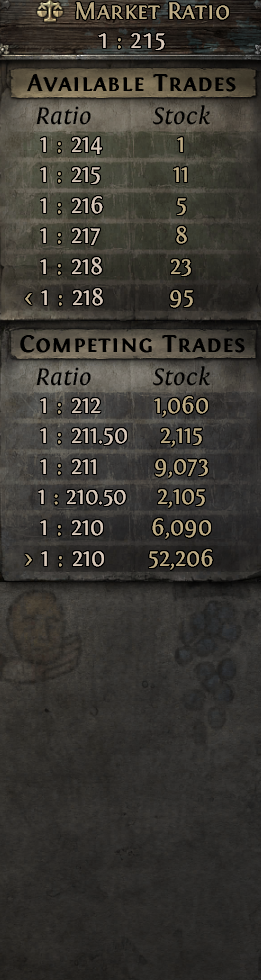 Market Ratio
1 : 215
Available Trades
Ratio Stock
1 : 214 1
1 : 215 11
1 : 216 5
1 : 217 8
1 : 218 23
< 1 : 218 95
Competing Trades
Ratio Stock
1 : 212 1,060
1 : 211.50 2,115
1 : 211 9,073
1 : 210.50 2,105
1 : 210 6,090
> 1 : 210 52,206